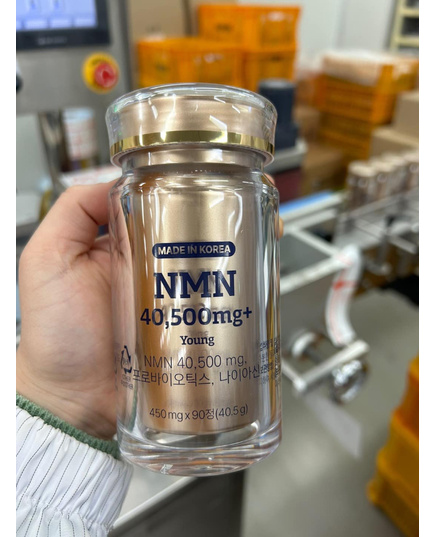 MADE IN KOREA
NMN
40,500mg+
Young
NMN 40,500 mg,
프로바이오틱스, 나이아신
450 mg x 90정(40.5 g)